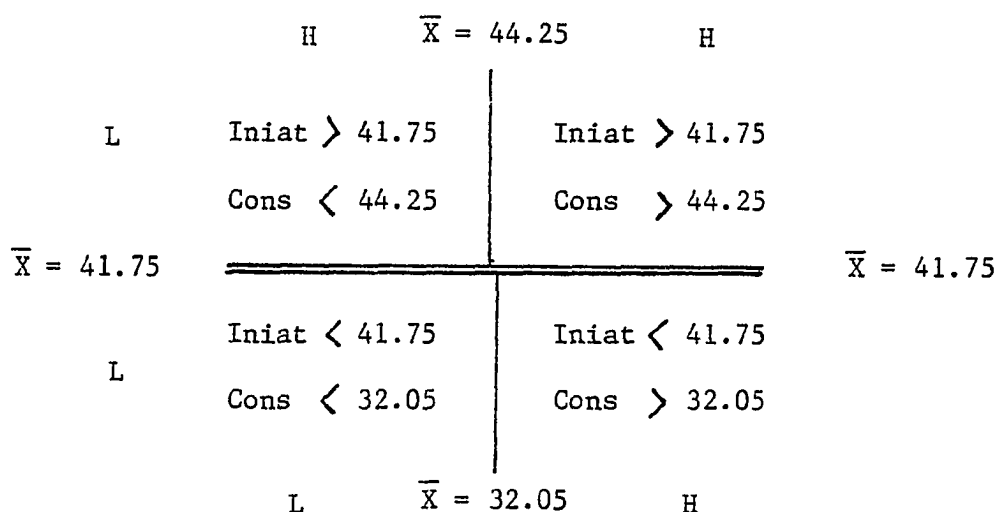 H X̅ = 44.25 H
L Iniat > 41.75 Iniat > 41.75
Cons < 44.25 Cons > 44.25
X̅ = 41.75 X̅ = 41.75
Iniat < 41.75 Iniat < 41.75
L
Cons < 32.05 Cons > 32.05
L X̅ = 32.05 H